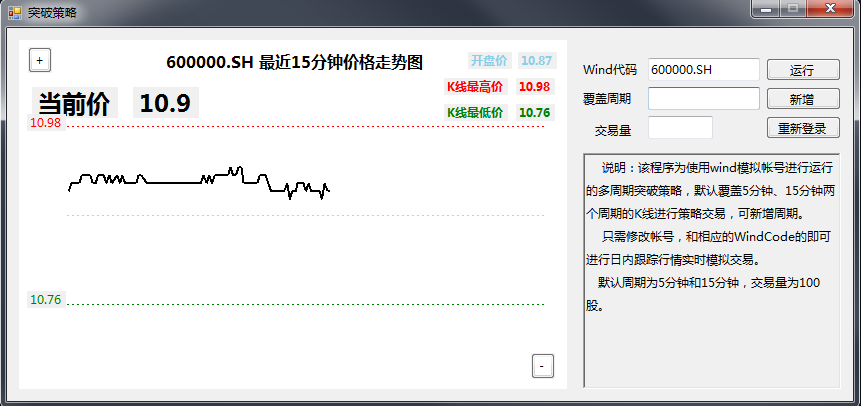 突破策略
+
600000.SH 最近15分钟价格走势图
开盘价 10.87
K线最高价 10.98
K线最低价 10.76
当前价 10.9
10.98
10.76
-
Wind代码 600000.SH 运行
覆盖周期 新增
交易量 重新登录
说明：该程序为使用wind模拟帐号进行运行
的多周期突破策略，默认覆盖5分钟、15分钟两
个周期的K线进行策略交易，可新增周期。
只需修改帐号，和相应的WindCode的即可
进行日内跟踪行情实时模拟交易。
默认周期为5分钟和15分钟，交易量为100
股。